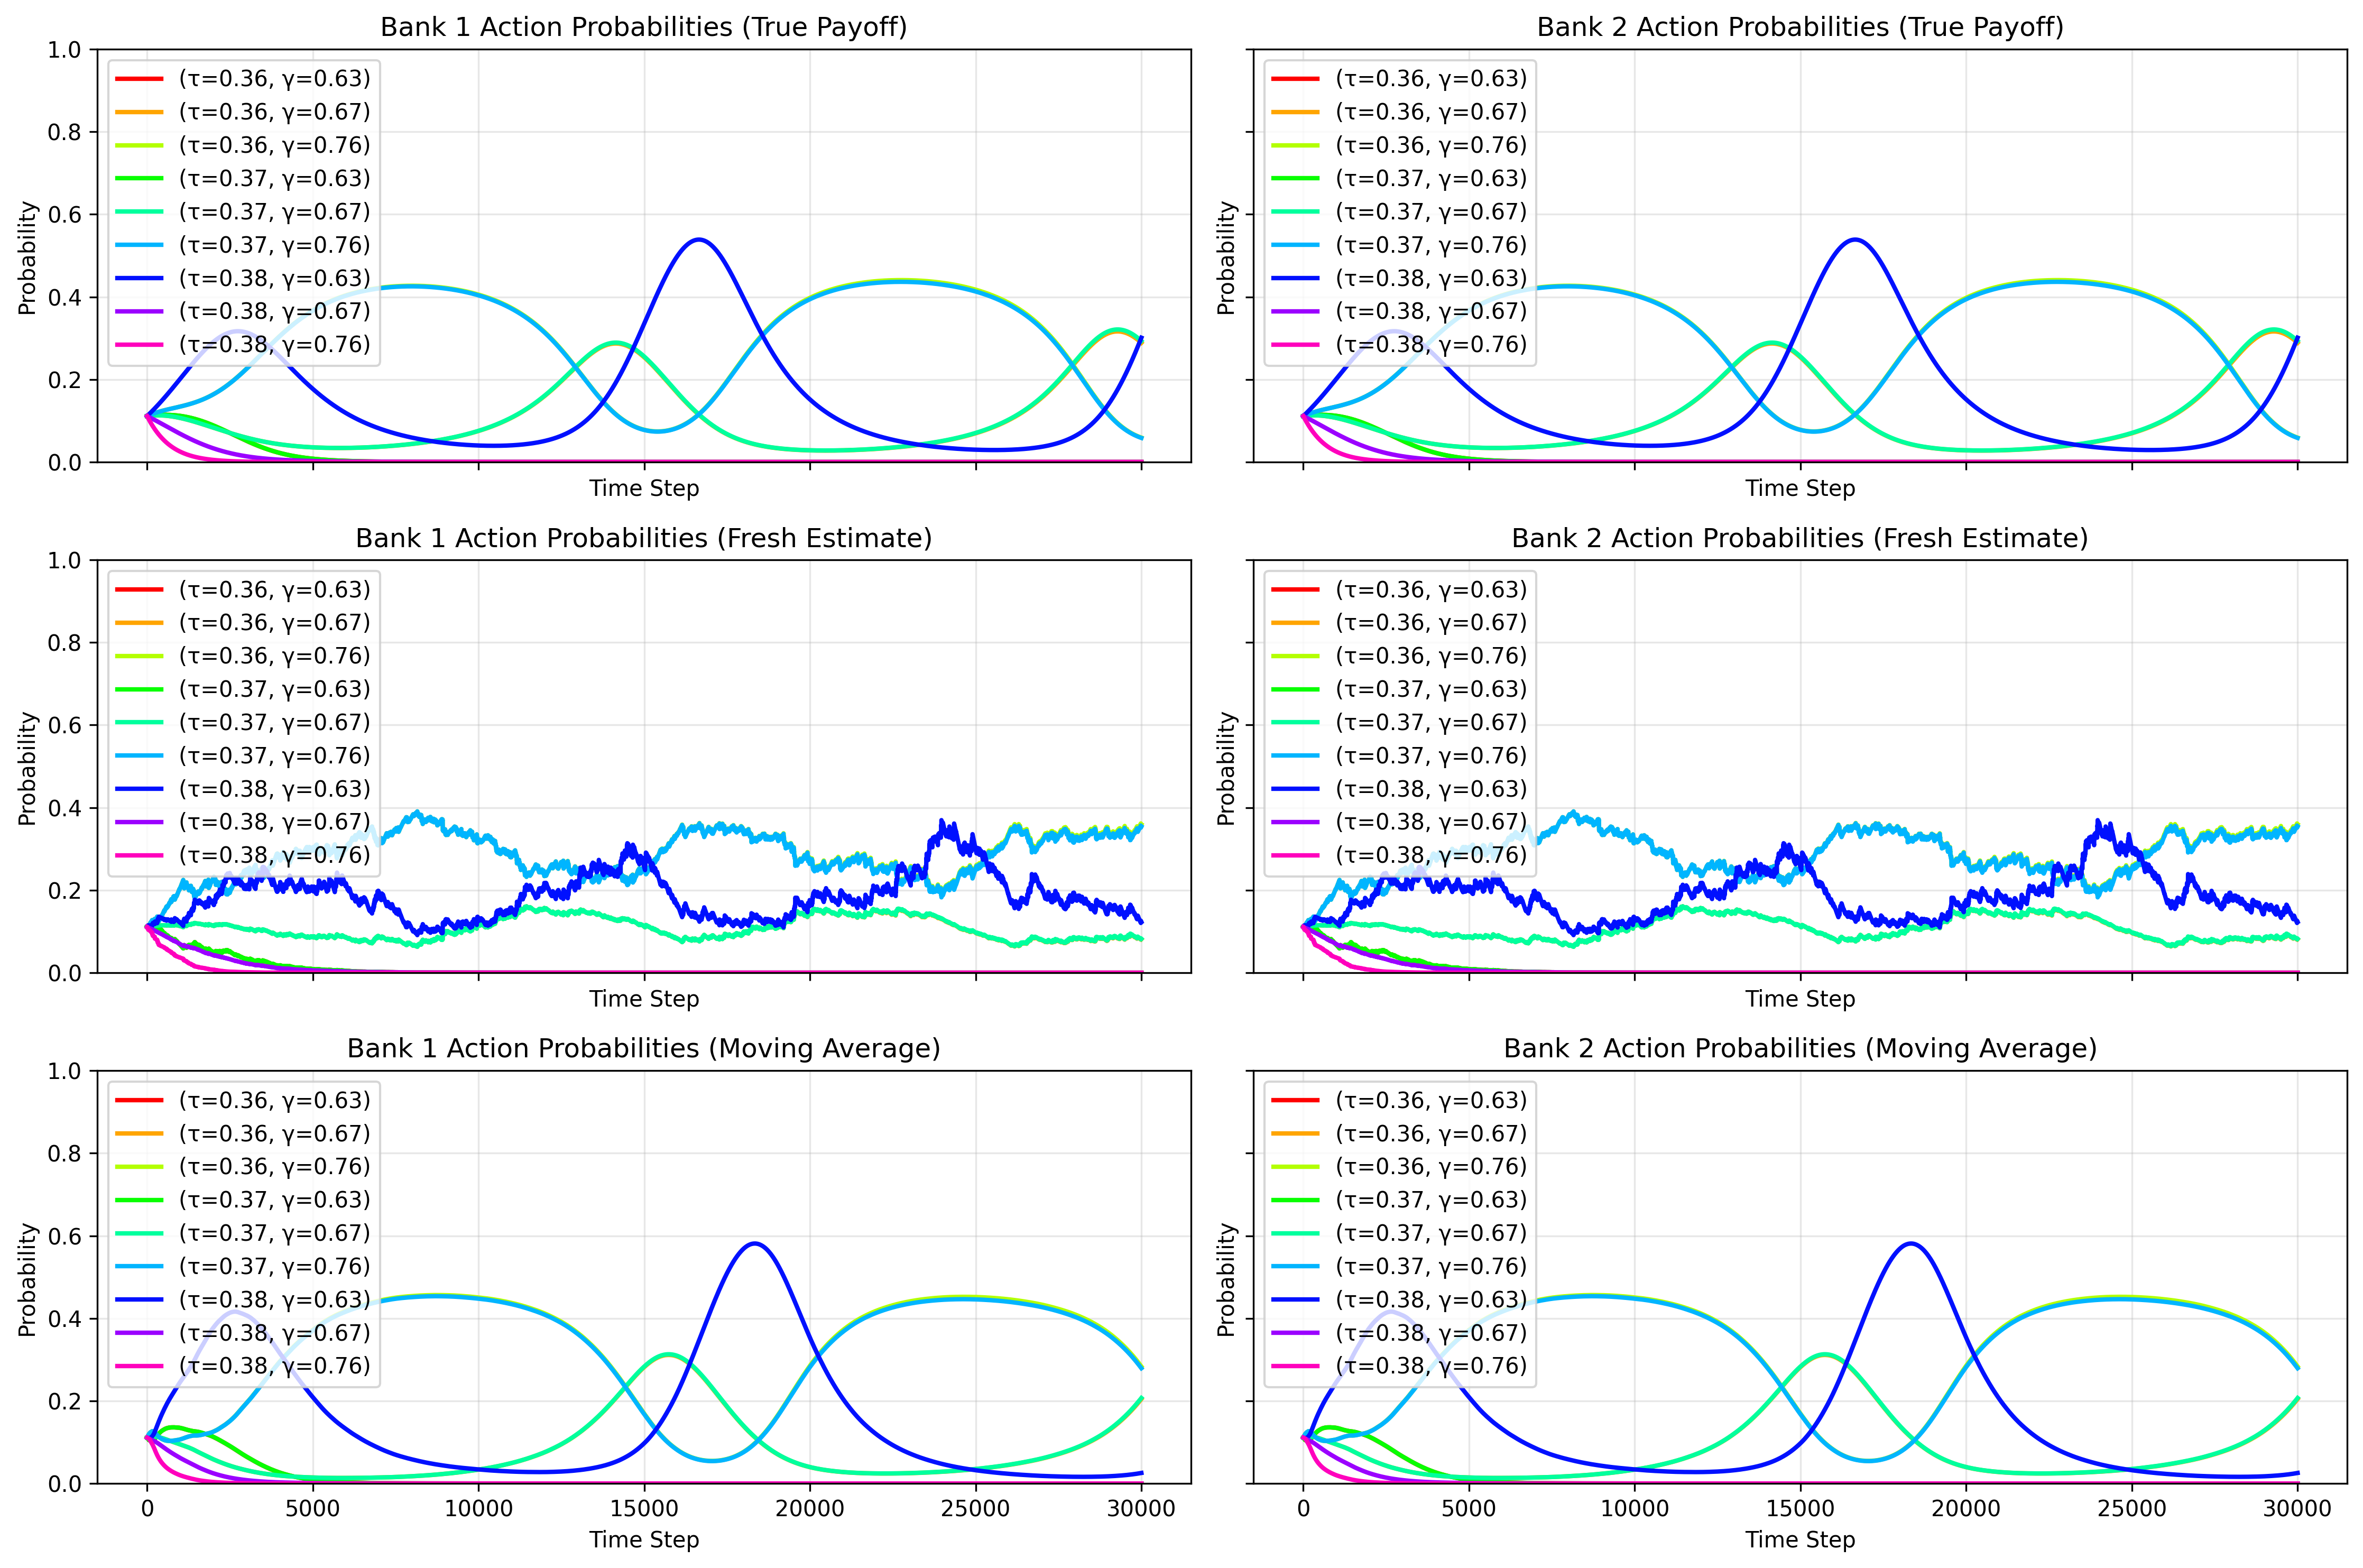 Bank 1 Action Probabilities (True Payoff)
1.0
0.8
0.6
0.4
0.2
0.0
Probability
(τ=0.36, γ=0.63)
(τ=0.36, γ=0.67)
(τ=0.36, γ=0.76)
(τ=0.37, γ=0.63)
(τ=0.37, γ=0.67)
(τ=0.37, γ=0.76)
(τ=0.38, γ=0.63)
(τ=0.38, γ=0.67)
(τ=0.38, γ=0.76)
Time Step
Bank 2 Action Probabilities (True Payoff)
Probability
(τ=0.36, γ=0.63)
(τ=0.36, γ=0.67)
(τ=0.36, γ=0.76)
(τ=0.37, γ=0.63)
(τ=0.37, γ=0.67)
(τ=0.37, γ=0.76)
(τ=0.38, γ=0.63)
(τ=0.38, γ=0.67)
(τ=0.38, γ=0.76)
Time Step
Bank 1 Action Probabilities (Fresh Estimate)
1.0
0.8
0.6
0.4
0.2
0.0
Probability
(τ=0.36, γ=0.63)
(τ=0.36, γ=0.67)
(τ=0.36, γ=0.76)
(τ=0.37, γ=0.63)
(τ=0.37, γ=0.67)
(τ=0.37, γ=0.76)
(τ=0.38, γ=0.63)
(τ=0.38, γ=0.67)
(τ=0.38, γ=0.76)
Time Step
Bank 2 Action Probabilities (Fresh Estimate)
Probability
(τ=0.36, γ=0.63)
(τ=0.36, γ=0.67)
(τ=0.36, γ=0.76)
(τ=0.37, γ=0.63)
(τ=0.37, γ=0.67)
(τ=0.37, γ=0.76)
(τ=0.38, γ=0.63)
(τ=0.38, γ=0.67)
(τ=0.38, γ=0.76)
Time Step
Bank 1 Action Probabilities (Moving Average)
1.0
0.8
0.6
0.4
0.2
0.0
Probability
(τ=0.36, γ=0.63)
(τ=0.36, γ=0.67)
(τ=0.36, γ=0.76)
(τ=0.37, γ=0.63)
(τ=0.37, γ=0.67)
(τ=0.37, γ=0.76)
(τ=0.38, γ=0.63)
(τ=0.38, γ=0.67)
(τ=0.38, γ=0.76)
0 5000 10000 15000 20000 25000 30000
Time Step
Bank 2 Action Probabilities (Moving Average)
Probability
(τ=0.36, γ=0.63)
(τ=0.36, γ=0.67)
(τ=0.36, γ=0.76)
(τ=0.37, γ=0.63)
(τ=0.37, γ=0.67)
(τ=0.37, γ=0.76)
(τ=0.38, γ=0.63)
(τ=0.38, γ=0.67)
(τ=0.38, γ=0.76)
0 5000 10000 15000 20000 25000 30000
Time Step